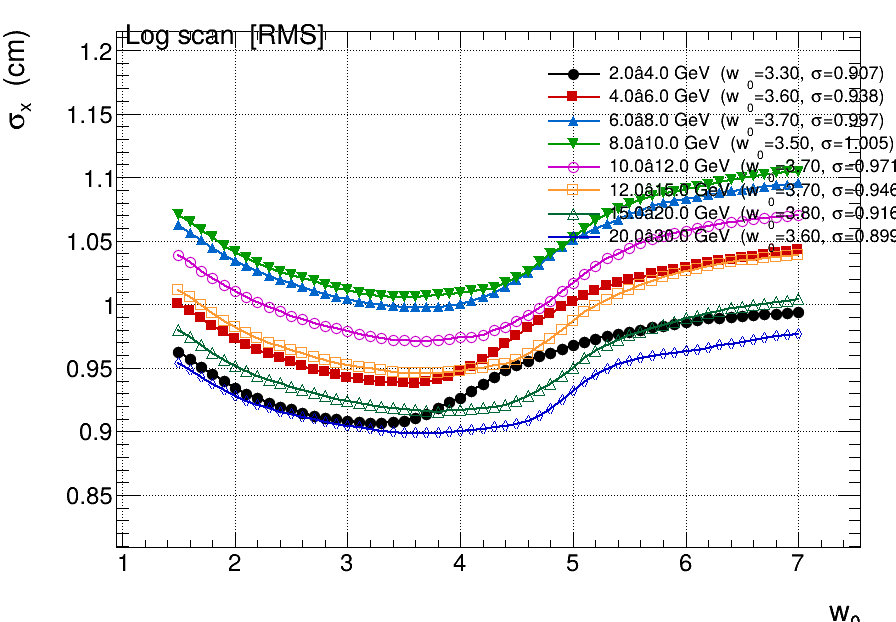 Log scan [RMS]
σx (cm)
1.2
1.15
1.1
1.05
1
0.95
0.9
0.85
2.0â4.0 GeV (w0=3.30, σ=0.907)
4.0â6.0 GeV (w0=3.60, σ=0.938)
6.0â8.0 GeV (w0=3.70, σ=0.997)
8.0â10.0 GeV (w0=3.50, σ=1.005)
10.0â12.0 GeV (w0=3.70, σ=0.971
12.0â15.0 GeV (w0=3.70, σ=0.946
15.0â20.0 GeV (w0=3.80, σ=0.916
20.0â30.0 GeV (w0=3.60, σ=0.899
1 2 3 4 5 6 7
w0